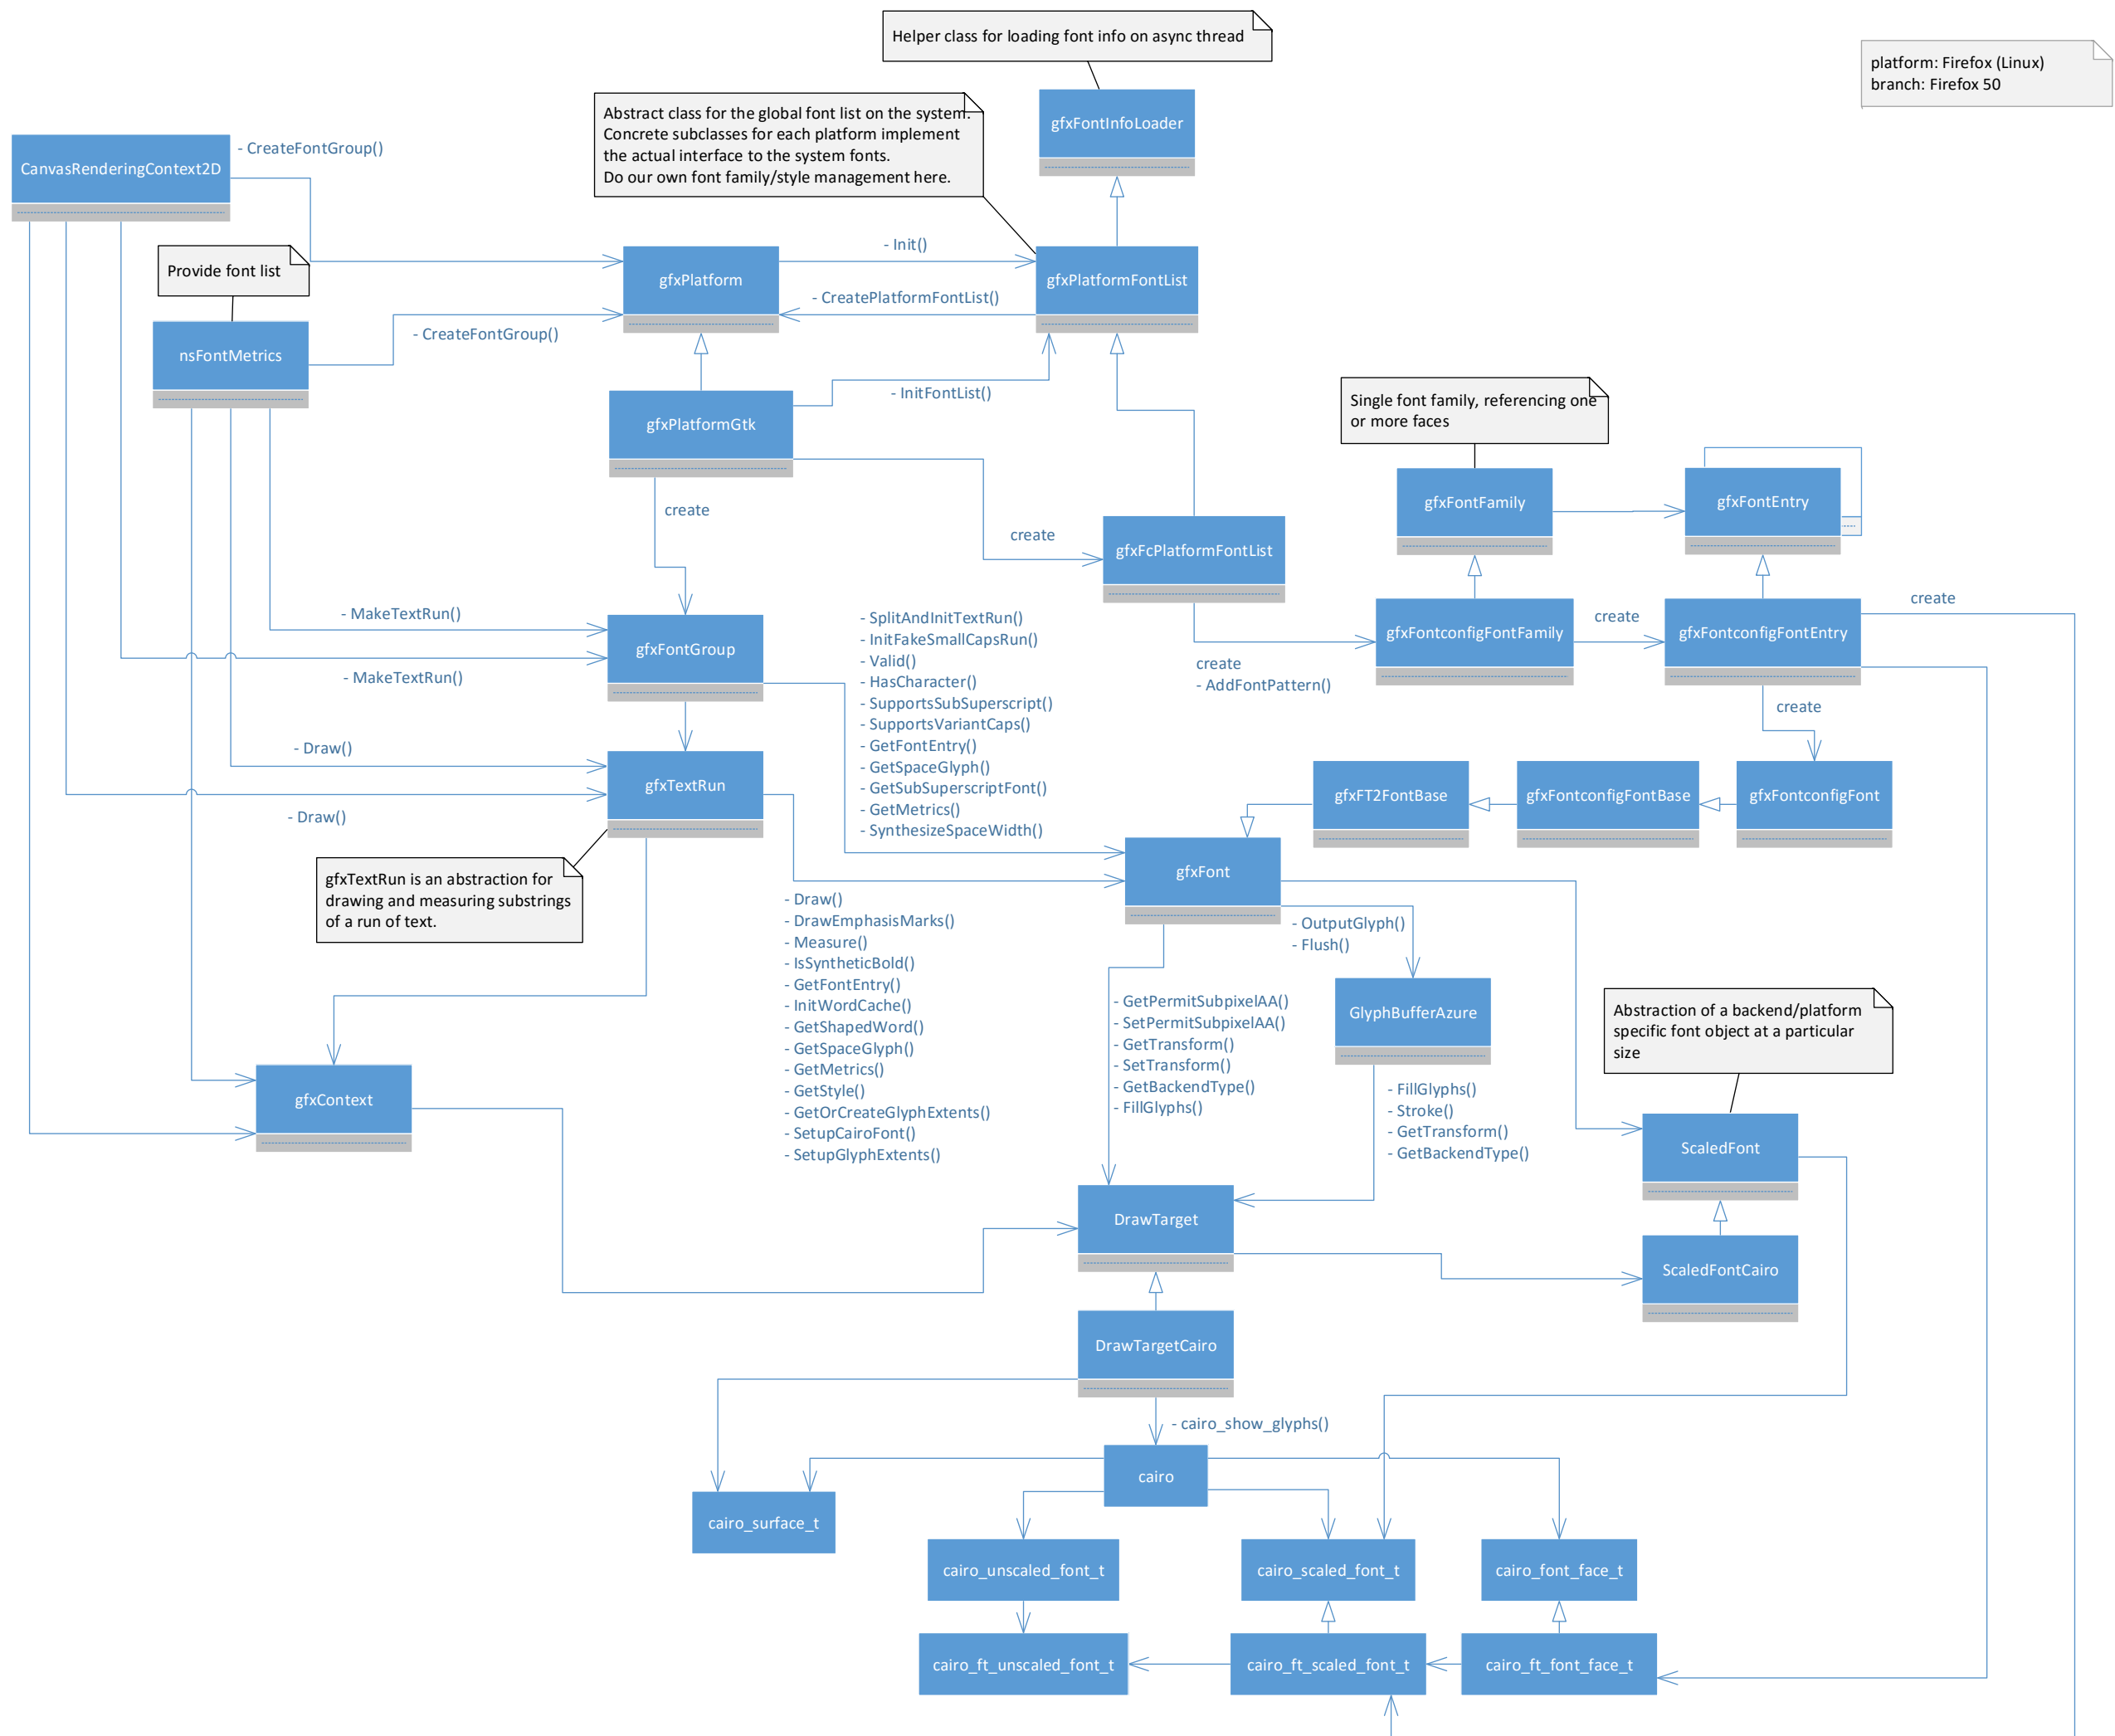 Helper class for loading font info on async thread
platform: Firefox (Linux)
branch: Firefox 50
gfxFontInfoLoader
Abstract class for the global font list on the system.
Concrete subclasses for each platform implement
the actual interface to the system fonts.
Do our own font family/style management here.
CanvasRenderingContext2D
- CreateFontGroup()
Provide font list
gfxPlatform
- Init()
- CreatePlatformFontList()
gfxPlatformFontList
nsFontMetrics
- CreateFontGroup()
gfxPlatformGtk
- InitFontList()
Single font family, referencing one
or more faces
gfxFontFamily
gfxFontEntry
create
create
gfxFcPlatformFontList
- MakeTextRun()
- MakeTextRun()
gfxFontGroup
- SplitAndInitTextRun()
- InitFakeSmallCapsRun()
- Valid()
- HasCharacter()
- SupportsSubSuperscript()
- SupportsVariantCaps()
- GetFontEntry()
- GetSpaceGlyph()
- GetSubSuperscriptFont()
- GetMetrics()
- SynthesizeSpaceWidth()
create
- AddFontPattern()
gfxFontconfigFontFamily
create
gfxFontconfigFontEntry
create
create
- Draw()
- Draw()
gfxTextRun
gfxFT2FontBase
gfxFontconfigFontBase
gfxFontconfigFont
gfxTextRun is an abstraction for
drawing and measuring substrings
of a run of text.
gfxFont
- Draw()
- DrawEmphasisMarks()
- Measure()
- IsSyntheticBold()
- GetFontEntry()
- InitWordCache()
- GetShapedWord()
- GetSpaceGlyph()
- GetMetrics()
- GetStyle()
- GetOrCreateGlyphExtents()
- SetupCairoFont()
- SetupGlyphExtents()
- OutputGlyph()
- Flush()
- GetPermitSubpixelAA()
- SetPermitSubpixelAA()
- GetTransform()
- SetTransform()
- GetBackendType()
- FillGlyphs()
GlyphBufferAzure
Abstraction of a backend/platform
specific font object at a particular
size
- FillGlyphs()
- Stroke()
- GetTransform()
- GetBackendType()
gfxContext
ScaledFont
DrawTarget
ScaledFontCairo
DrawTargetCairo
- cairo_show_glyphs()
cairo
cairo_surface_t
cairo_unscaled_font_t
cairo_scaled_font_t
cairo_font_face_t
cairo_ft_unscaled_font_t
cairo_ft_scaled_font_t
cairo_ft_font_face_t